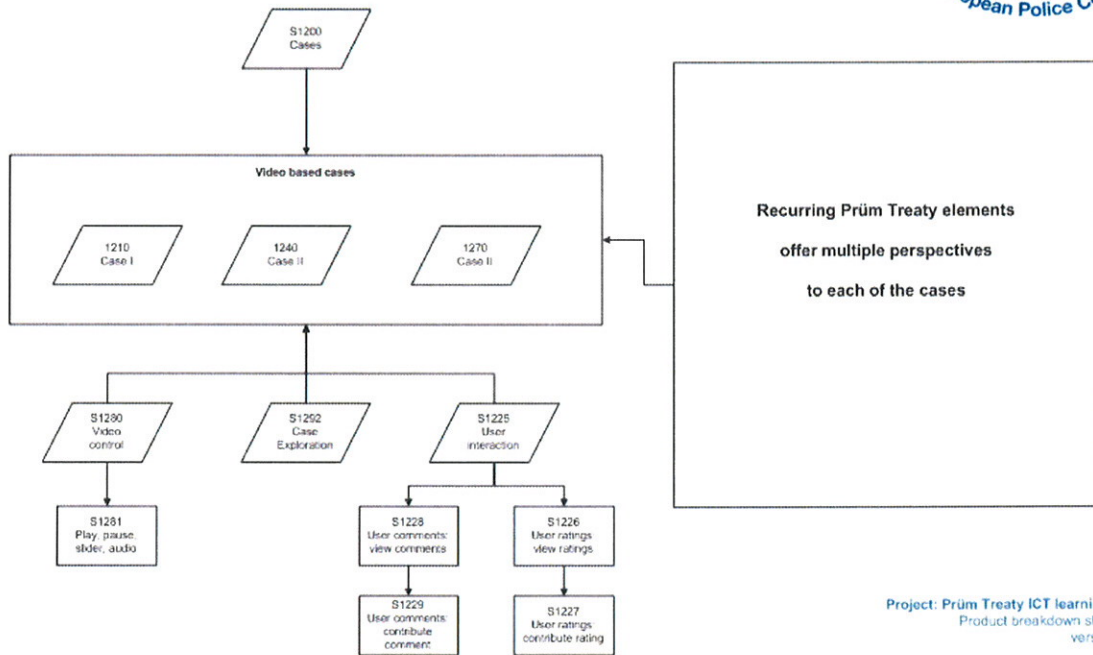 pean Police Co
S1200
Cases
Video based cases
1210
Case I
1240
Case II
1270
Case II
Recurring Prüm Treaty elements
offer multiple perspectives
to each of the cases
S1280
Video
control
S1292
Case
Exploration
S1225
User
interaction
S1281
Play, pause,
slider, audio
S1228
User comments:
view comments
S1226
User ratings
view ratings
S1229
User comments:
contribute
comment
S1227
User ratings:
contribute rating
Project: Prüm Treaty ICT learni
Product breakdown s
vers